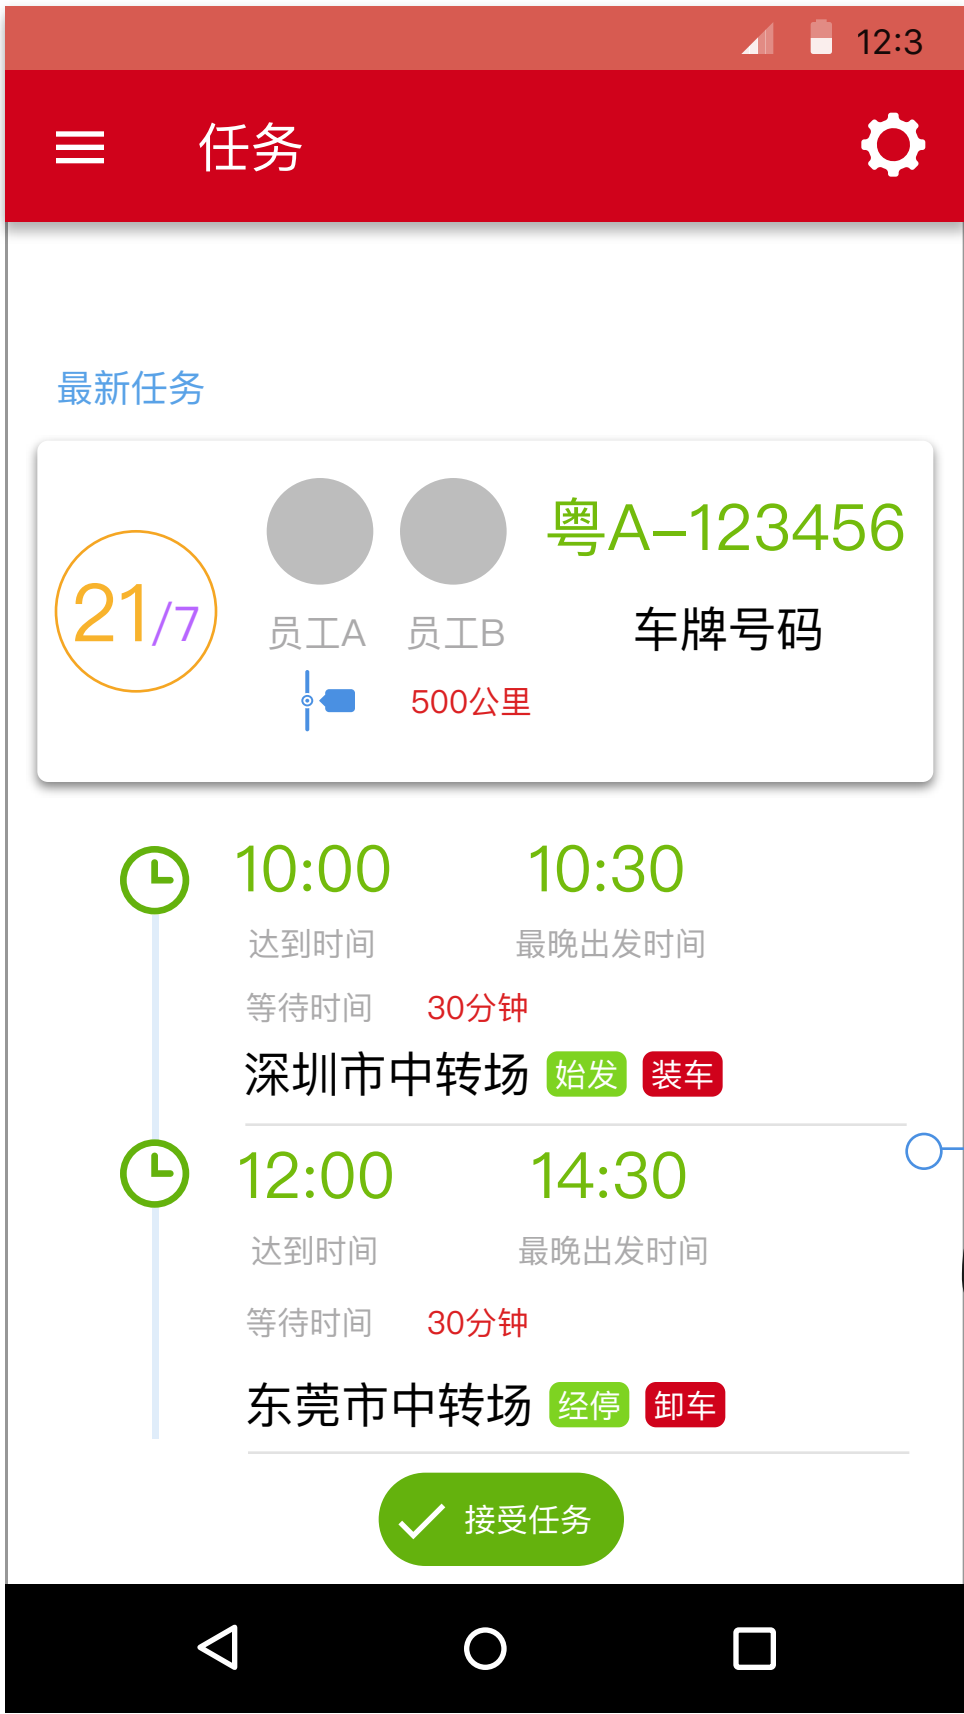 12:3
任务
最新任务
粤A-123456
21/7
员工A 员工B
车牌号码
500公里
10:00 10:30
达到时间 最晚出发时间
等待时间 30分钟
深圳市中转场 始发 装车
12:00 14:30
达到时间 最晚出发时间
等待时间 30分钟
东莞市中转场 经停 卸车
接受任务